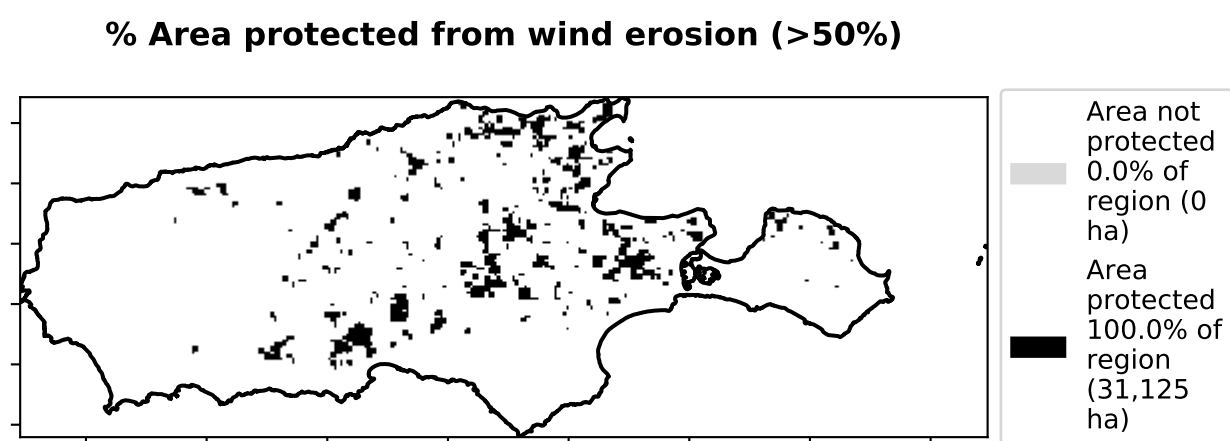 % Area protected from wind erosion (>50%)
Area not
protected
0.0% of
region (0
ha)
Area
protected
100.0% of
region
(31,125
ha)